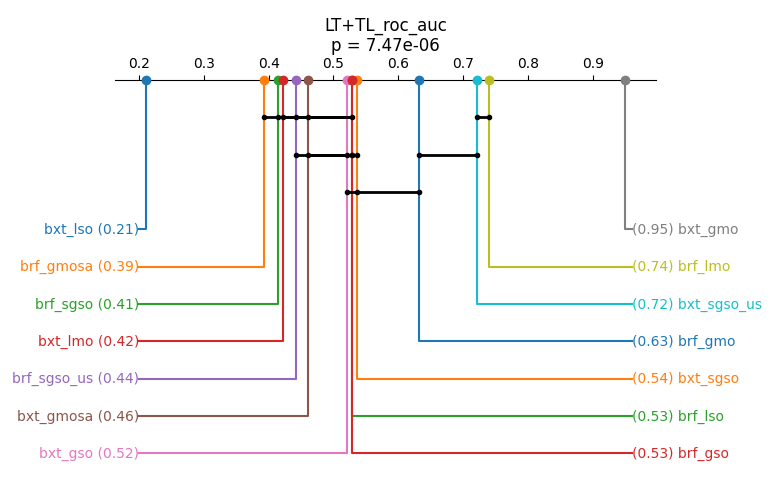 LT+TL_roc_auc
p = 7.47e-06
0.2 0.3 0.4 0.5 0.6 0.7 0.8 0.9
bxt_lso (0.21) (0.95) bxt_gmo
brf_gmosa (0.39) (0.74) brf_lmo
brf_sgso (0.41) (0.72) bxt_sgso_us
bxt_lmo (0.42) (0.63) brf_gmo
brf_sgso_us (0.44) (0.54) bxt_sgso
bxt_gmosa (0.46) (0.53) brf_lso
bxt_gso (0.52) (0.53) brf_gso